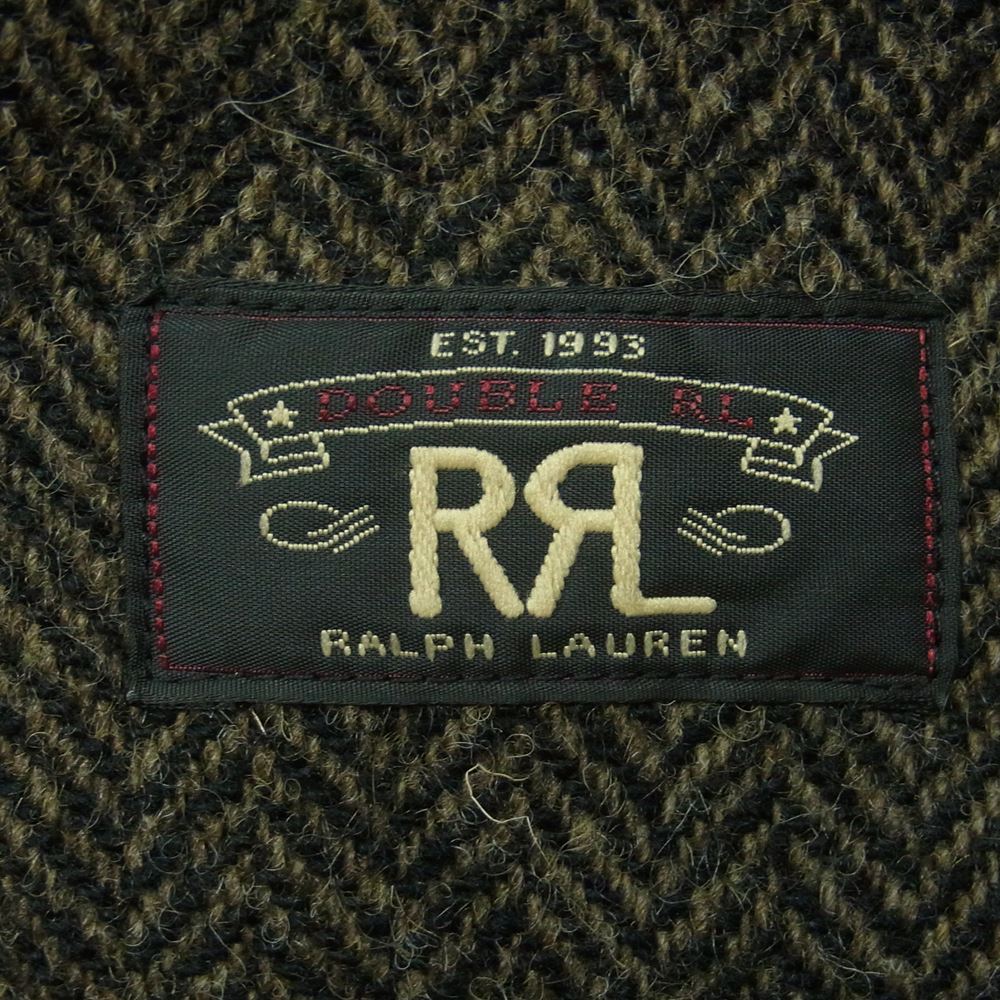 EST. 1993
DOUBLE RL
RRL
RALPH LAUREN